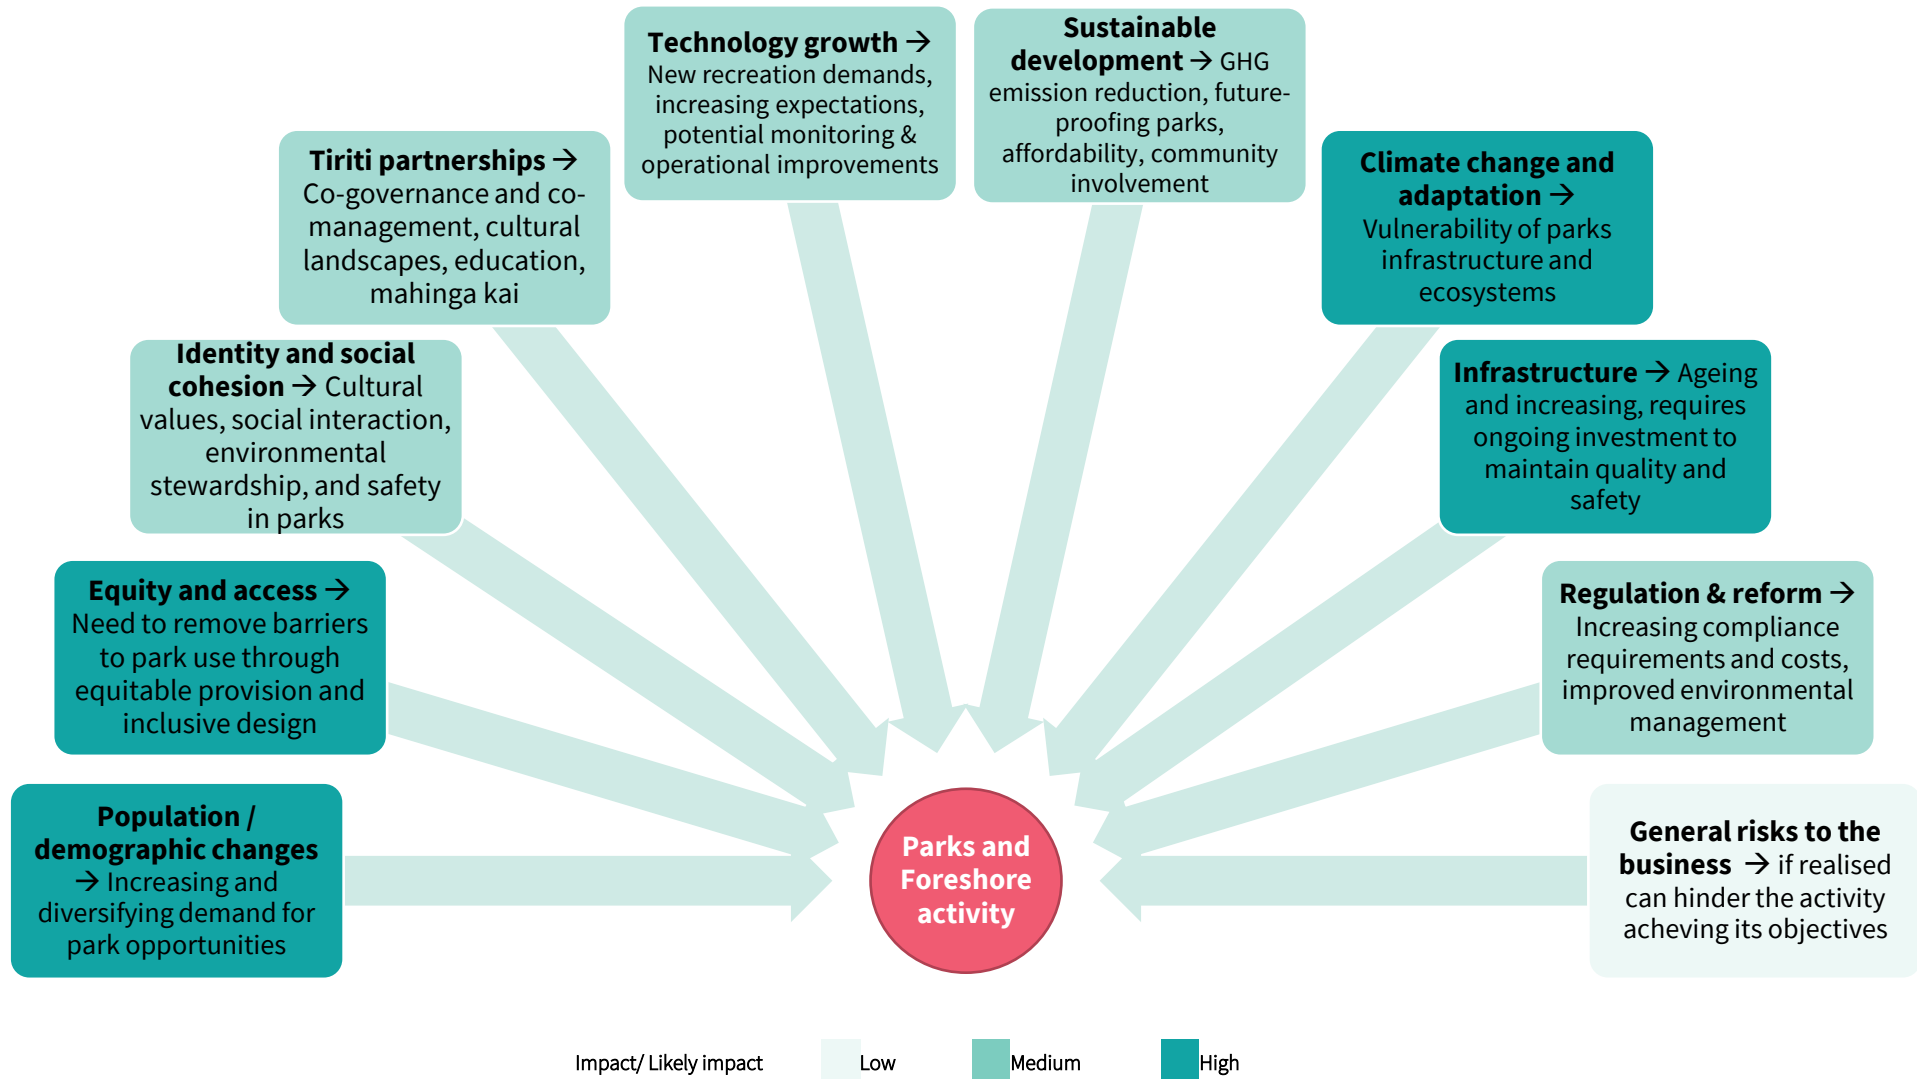 Technology growth →
New recreation demands,
increasing expectations,
potential monitoring &
operational improvements
Sustainable
development → GHG
emission reduction, future-
proofing parks,
affordability, community
involvement
Tiriti partnerships →
Co-governance and co-
management, cultural
landscapes, education,
mahinga kai
Climate change and
adaptation →
Vulnerability of parks
infrastructure and
ecosystems
Identity and social
cohesion → Cultural
values, social interaction,
environmental
stewardship, and safety
in parks
Infrastructure → Ageing
and increasing, requires
ongoing investment to
maintain quality and
safety
Equity and access →
Need to remove barriers
to park use through
equitable provision and
inclusive design
Regulation & reform →
Increasing compliance
requirements and costs,
improved environmental
management
Population /
demographic changes
→ Increasing and
diversifying demand for
park opportunities
Parks and
Foreshore
activity
General risks to the
business → if realised
can hinder the activity
acheving its objectives
Impact/ Likely impact
Low
Medium
High